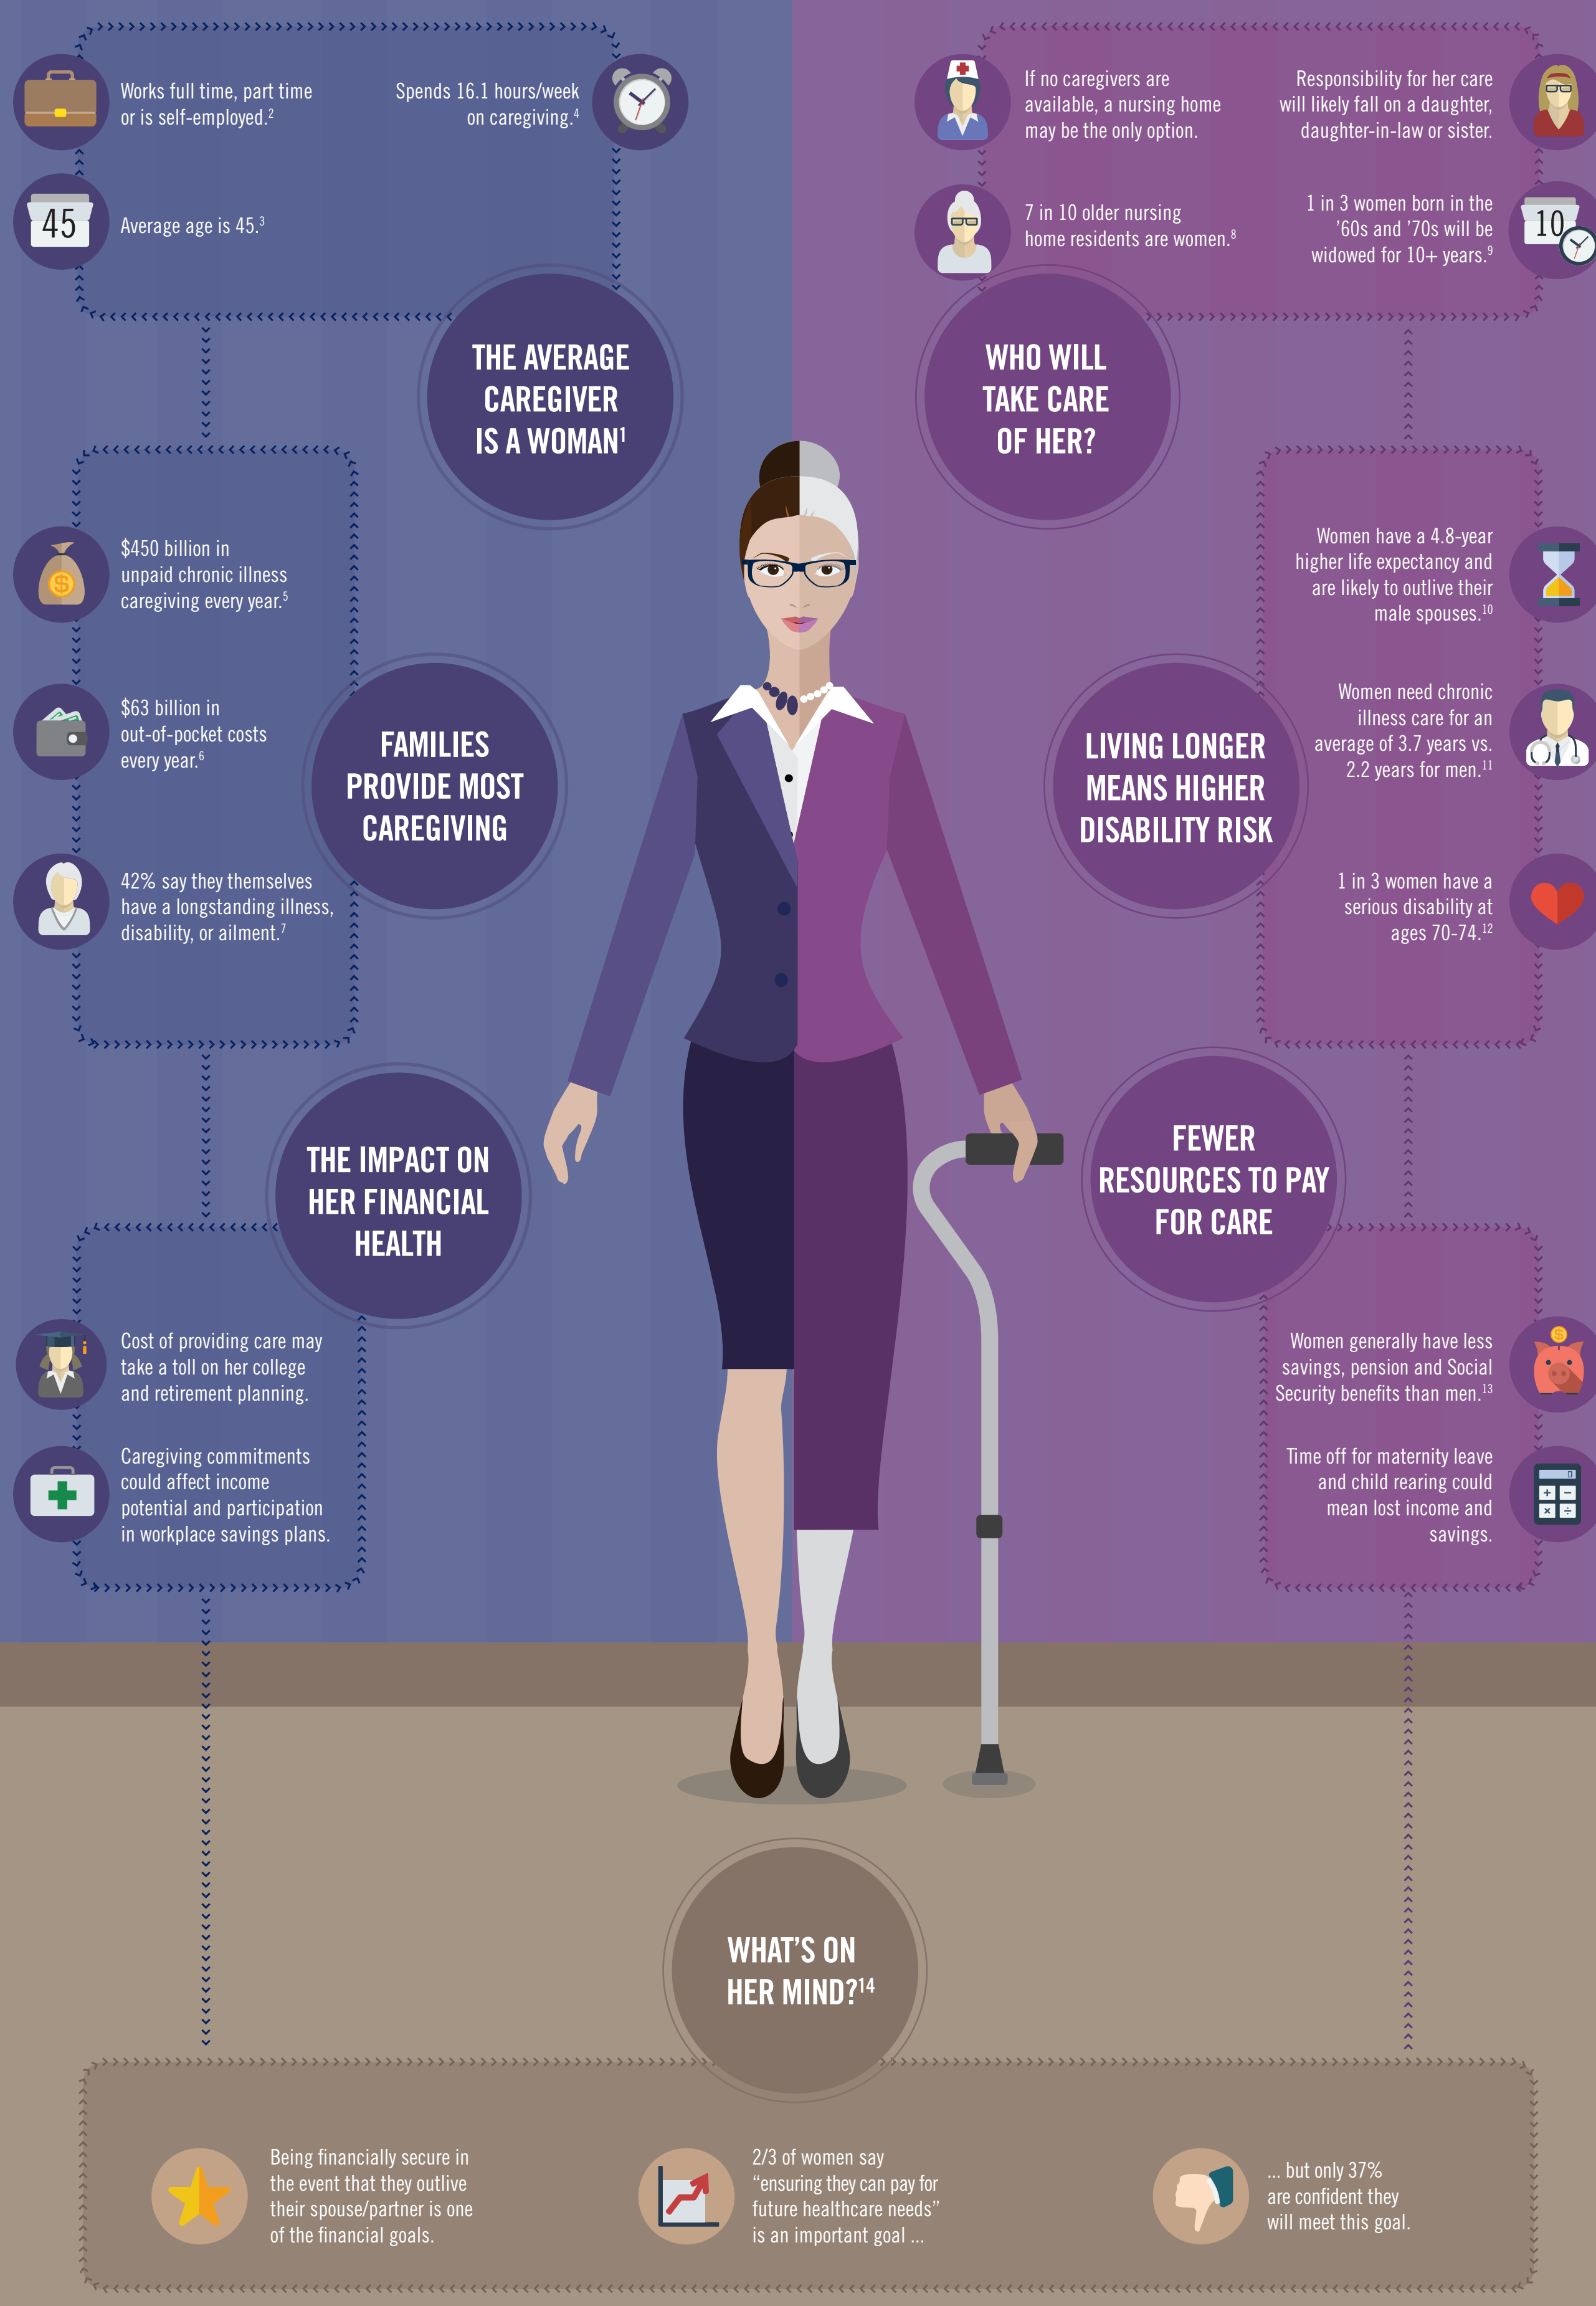 Works full time, part time
or is self-employed.2
Spends 16.1 hours/week
on caregiving.4
45
Average age is 45.3
THE AVERAGE
CAREGIVER
IS A WOMAN1
$450 billion in
unpaid chronic illness
caregiving every year.5
$63 billion in
out-of-pocket costs
every year.6
42% say they themselves
have a longstanding illness,
disability, or ailment.7
FAMILIES
PROVIDE MOST
CAREGIVING
THE IMPACT ON
HER FINANCIAL
HEALTH
Cost of providing care may
take a toll on her college
and retirement planning.
Caregiving commitments
could affect income
potential and participation
in workplace savings plans.
If no caregivers are
available, a nursing home
may be the only option.
Responsibility for her care
will likely fall on a daughter,
daughter-in-law or sister.
7 in 10 older nursing
home residents are women.8
1 in 3 women born in the
’60s and ’70s will be
widowed for 10+ years.9
10
WHO WILL
TAKE CARE
OF HER?
Women have a 4.8-year
higher life expectancy and
are likely to outlive their
male spouses.10
Women need chronic
illness care for an
average of 3.7 years vs.
2.2 years for men.11
1 in 3 women have a
serious disability at
ages 70-74.12
LIVING LONGER
MEANS HIGHER
DISABILITY RISK
FEWER
RESOURCES TO PAY
FOR CARE
Women generally have less
savings, pension and Social
Security benefits than men.13
Time off for maternity leave
and child rearing could
mean lost income and
savings.
WHAT’S ON
HER MIND?14
Being financially secure in
the event that they outlive
their spouse/partner is one
of the financial goals.
2/3 of women say
“ensuring they can pay for
future healthcare needs”
is an important goal ...
... but only 37%
are confident they
will meet this goal.